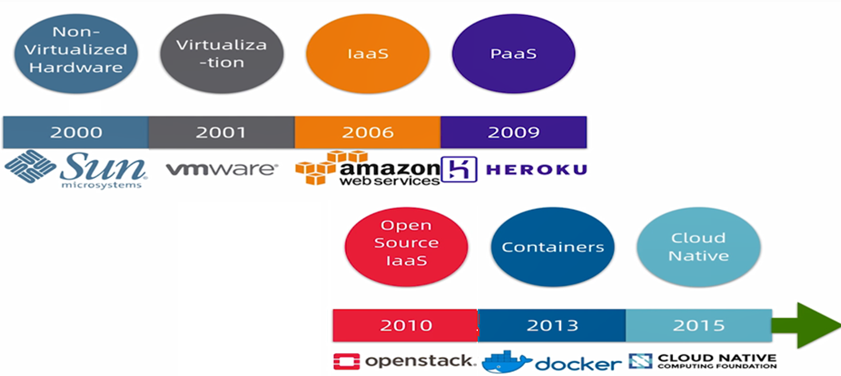 Non-
Virtualized
Hardware
Virtualiza
-tion
IaaS
PaaS
2000
2001
2006
2009
Sun
microsystems
vmware
amazon
web services
HEROKU
Open
Source
IaaS
Containers
Cloud
Native
2010
2013
2015
openstack
docker
CLOUD NATIVE
COMPUTING FOUNDATION